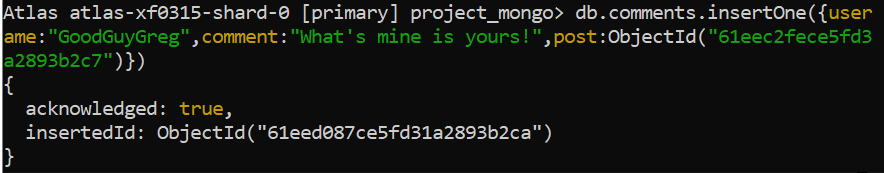 Atlas atlas-xf0315-shard-0 [primary] project_mongo> db.comments.insertOne({user
ame:"GoodGuyGreg",comment:"What's mine is yours!",post:ObjectId("61eec2fece5fd3
a2893b2c7")})
{
  acknowledged: true,
  insertedId: ObjectId("61eed087ce5fd31a2893b2ca")
}